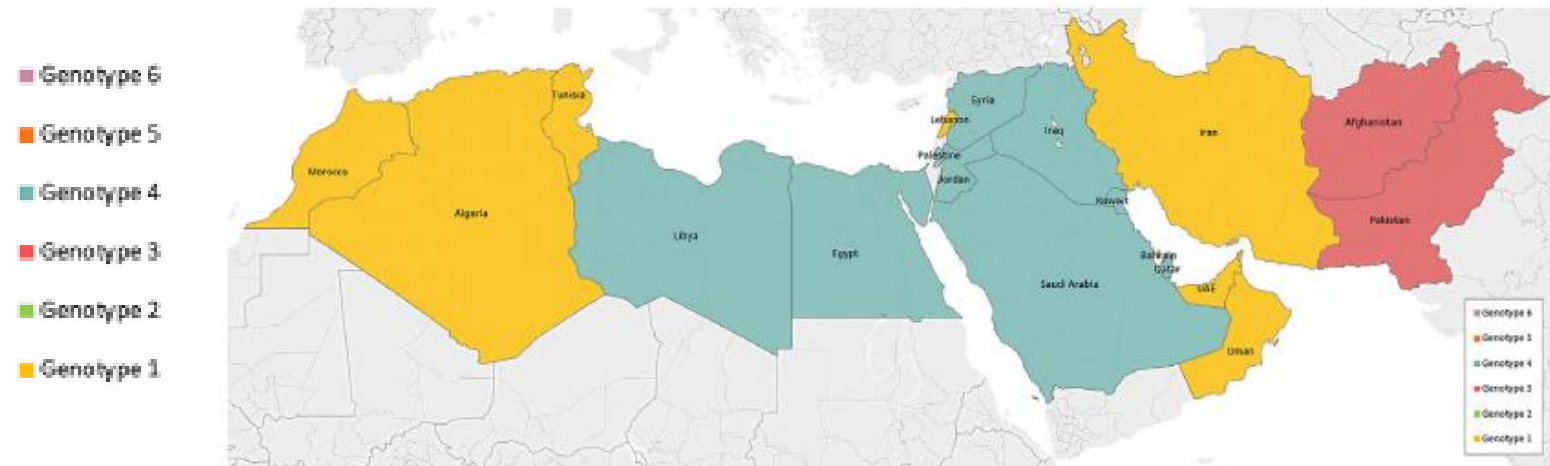 Genotype 6
Genotype 5
Genotype 4
Genotype 3
Genotype 2
Genotype 1
Tunisia
Morocco
Algeria
Libya
Egypt
Syria
Lebanon
Palestine
Jordan
Iraq
Kuwait
Iran
Afghanistan
Pakistan
Bahrain
Qatar
Saudi Arabia
UAE
Oman
Genotype 6
Genotype 5
Genotype 4
Genotype 3
Genotype 2
Genotype 1